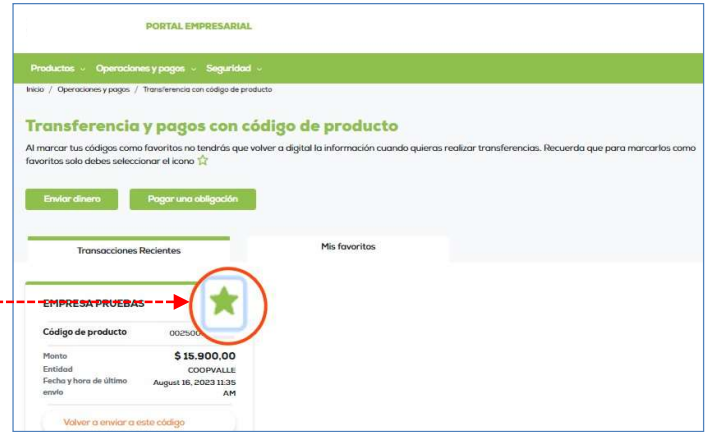 PORTAL EMPRESARIAL
Productos Operaciones y pagos Seguridad
Inicio / Operaciones y pagos / Transferencia con código de producto
Transferencia y pagos con código de producto
Al marcar tus códigos como favoritos no tendrás que volver a digital la información cuando quieras realizar transferencias. Recuerda que para marcarlos como
favoritos solo debes seleccionar el icono
Enviar dinero Pagar una obligación
Transacciones Recientes Mis favoritos
EMPRESA PRUEBAS
Código de producto 002500
Monto $ 15.900,00
Entidad COOPVALLE
Fecha y hora de último August 16, 2023 11:35
envío AM
Volver a enviar a este código